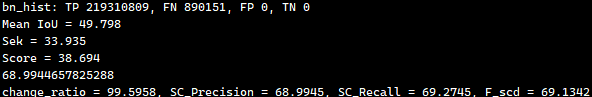 bn_hist: TP 219310809, FN 890151, FP 0, TN 0
Mean IoU = 49.798
Sek = 33.935
Score = 38.694
68.9944657825288
change_ratio = 99.5958, SC_Precision = 68.9945, SC_Recall = 69.2745, F_scd = 69.1342